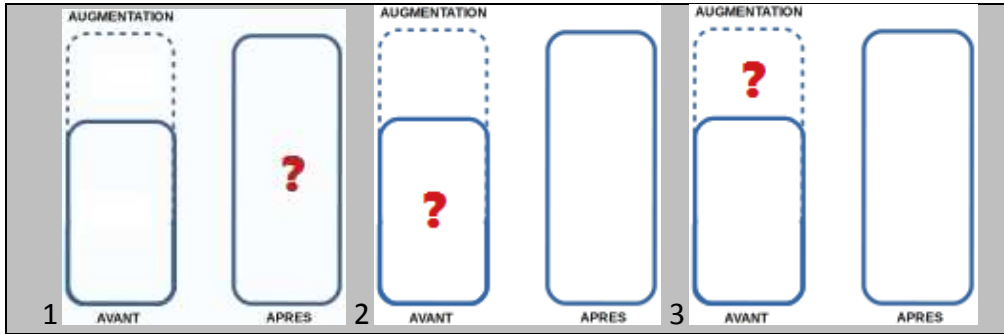 AUGMENTATION
?
1 AVANT APRES
AUGMENTATION
?
2 AVANT APRES
AUGMENTATION
?
3 AVANT APRES